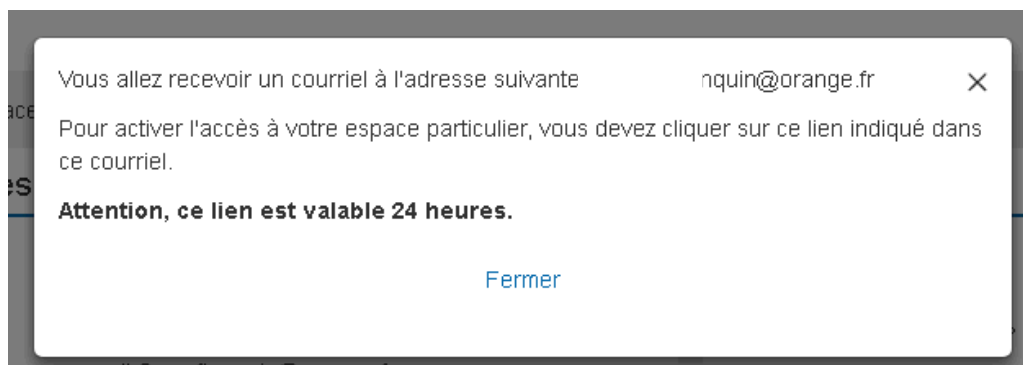 Vous allez recevoir un courriel à l'adresse suivante nquin@orange.fr
Pour activer l'accès à votre espace particulier, vous devez cliquer sur ce lien indiqué dans
ce courriel.
Attention, ce lien est valable 24 heures.
Fermer